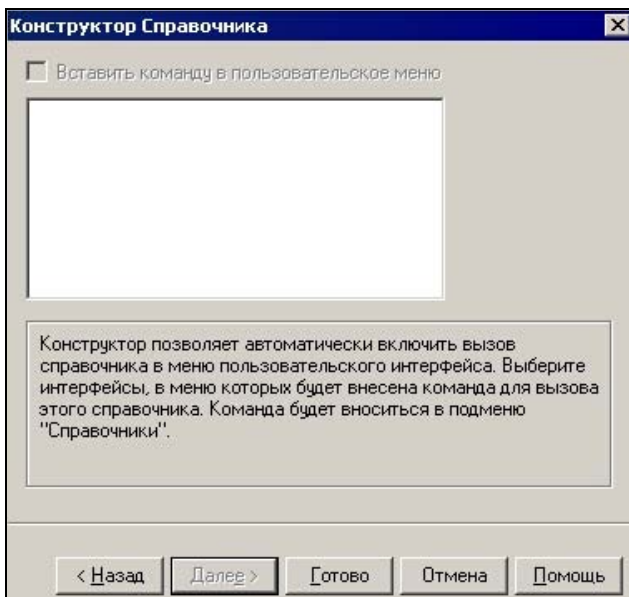 Конструктор Справочника
Вставить команду в пользовательское меню
Конструктор позволяет автоматически включить вызов
справочника в меню пользовательского интерфейса. Выберите
интерфейсы, в меню которых будет внесена команда для вызова
этого справочника. Команда будет вноситься в подменю
"Справочники".
< Назад Далее > Готово Отмена Помощь